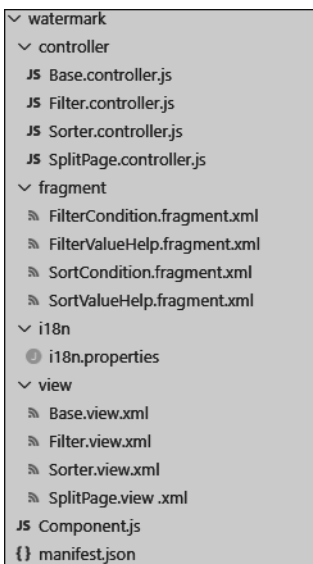 watermark
controller
JS Base.controller.js
JS Filter.controller.js
JS Sorter.controller.js
JS SplitPage.controller.js
fragment
FilterCondition.fragment.xml
FilterValueHelp.fragment.xml
SortCondition.fragment.xml
SortValueHelp.fragment.xml
i18n
J i18n.properties
view
Base.view.xml
Filter.view.xml
Sorter.view.xml
SplitPage.view .xml
JS Component.js
{} manifest.json